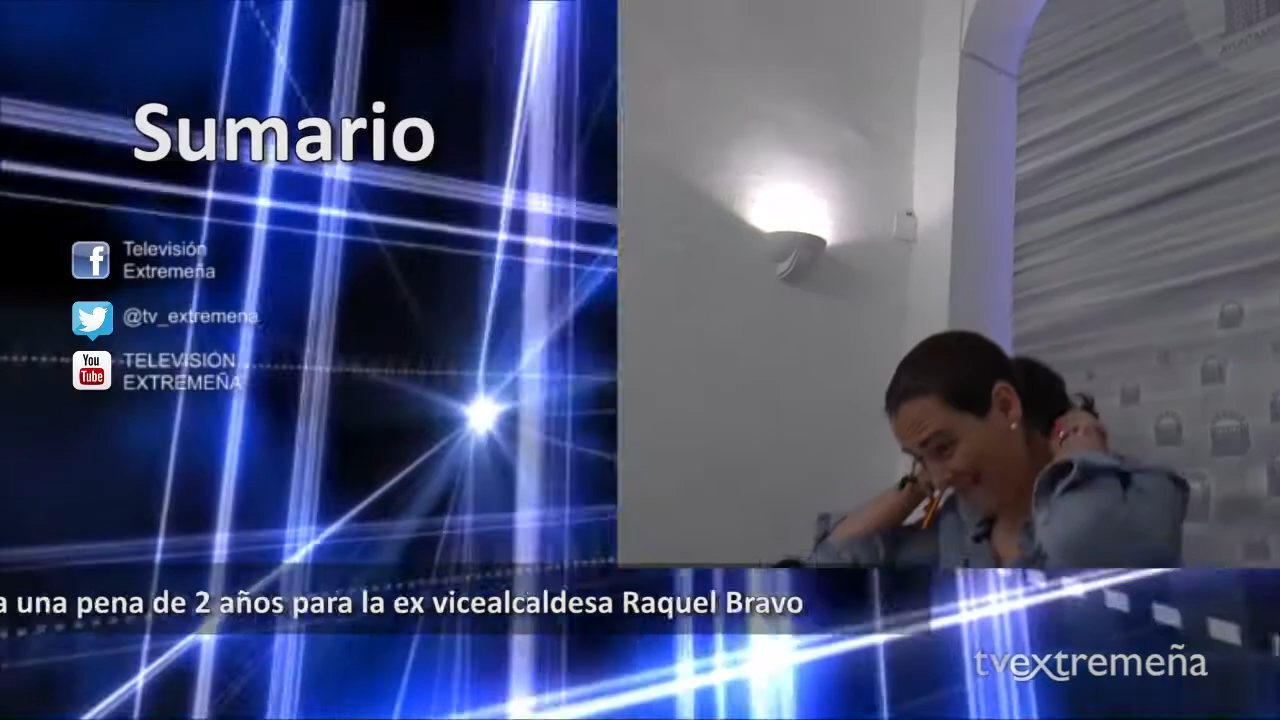 Sumario
Televisión
Extremeña
@tv_extremena
You
Tube
TELEVISIÓN
EXTREMEÑA
a una pena de 2 años para la ex vicealcaldesa Raquel Bravo
tvextremeña